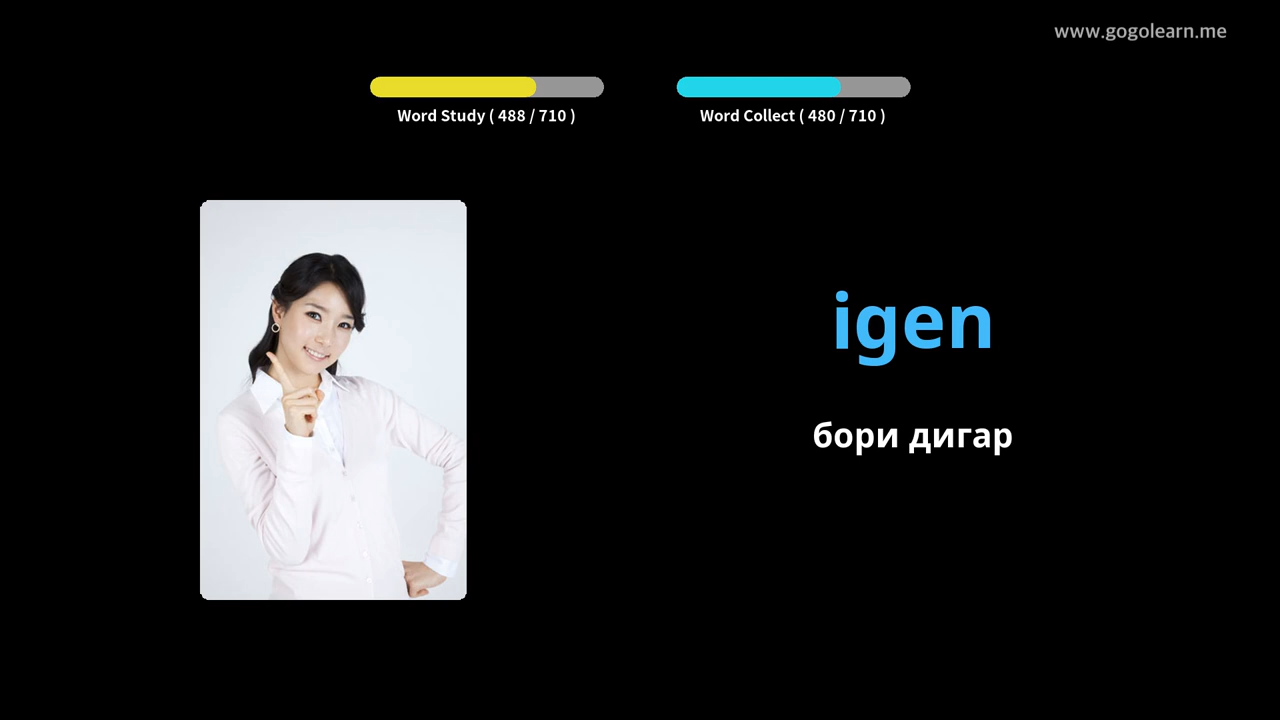 www.gogolearn.me
Word Study ( 488 / 710 )
Word Collect ( 480 / 710 )
igen
бори дигар